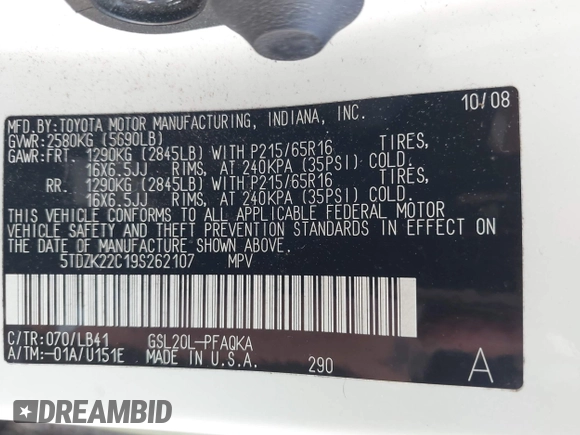 10/08
MFD.BY:TOYOTA MOTOR MANUFACTURING, INDIANA, INC.
GVWR:2580KG (5690LB)
GAWR:FRT. 1290KG (2845LB) WITH P215/65R16 TIRES,
16X6.5JJ RIMS, AT 240KPA (35PSI) COLD.
RR. 1290KG (2845LB) WITH P215/65R16 TIRES,
16X6.5JJ RIMS, AT 240KPA (35PSI) COLD.
THIS VEHICLE CONFORMS TO ALL APPLICABLE FEDERAL MOTOR
VEHICLE SAFETY AND THEFT PREVENTION STANDARDS IN EFFECT ON
THE DATE OF MANUFACTURE SHOWN ABOVE.
5TDZK22C19S262107 MPV
C/TR:070/LB41 GSL20L-PFAQKA
A/TM:-01A/U151E MADE IN U.S.A. 290 A
DREAMBID